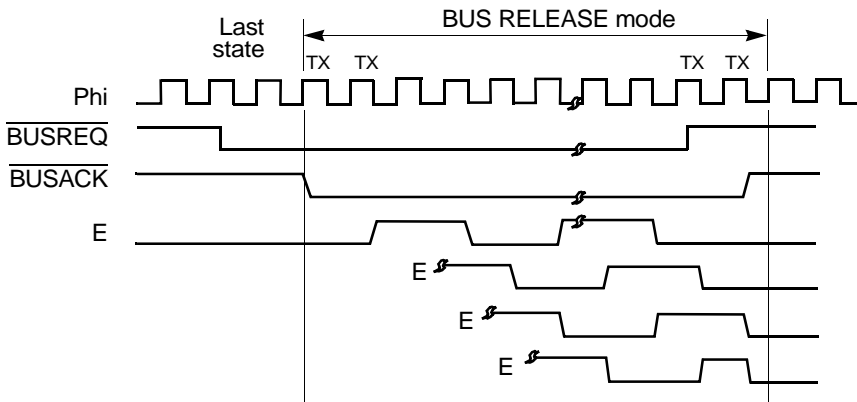 Last
state
BUS RELEASE mode
TX TX TX TX
Phi
BUSREQ
BUSACK
E
E
E
E